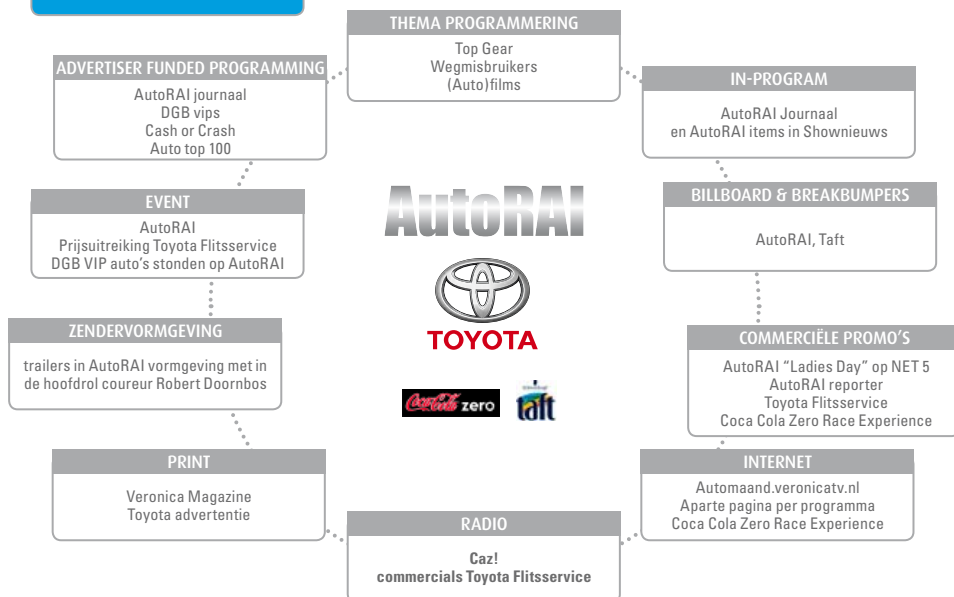 THEMA PROGRAMMERING
Top Gear
Wegmisbruikers
(Auto)films
ADVERTISER FUNDED PROGRAMMING
AutoRAI journaal
DGB vips
Cash or Crash
Auto top 100
IN-PROGRAM
AutoRAI Journaal
en AutoRAI items in Shownieuws
EVENT
AutoRAI
Prijsuitreiking Toyota Flitsservice
DGB VIP auto's stonden op AutoRAI
AutoRAI
TOYOTA
Coca-Cola zero
taft
BILLBOARD & BREAKBUMPERS
AutoRAI, Taft
ZENDERVORMGEVING
trailers in AutoRAI vormgeving met in
de hoofdrol coureur Robert Doornbos
COMMERCIËLE PROMO'S
AutoRAI “Ladies Day” op NET 5
AutoRAI reporter
Toyota Flitsservice
Coca Cola Zero Race Experience
PRINT
Veronica Magazine
Toyota advertentie
INTERNET
Automaand.veronicatv.nl
Aparte pagina per programma
Coca Cola Zero Race Experience
RADIO
Caz!
commercials Toyota Flitsservice